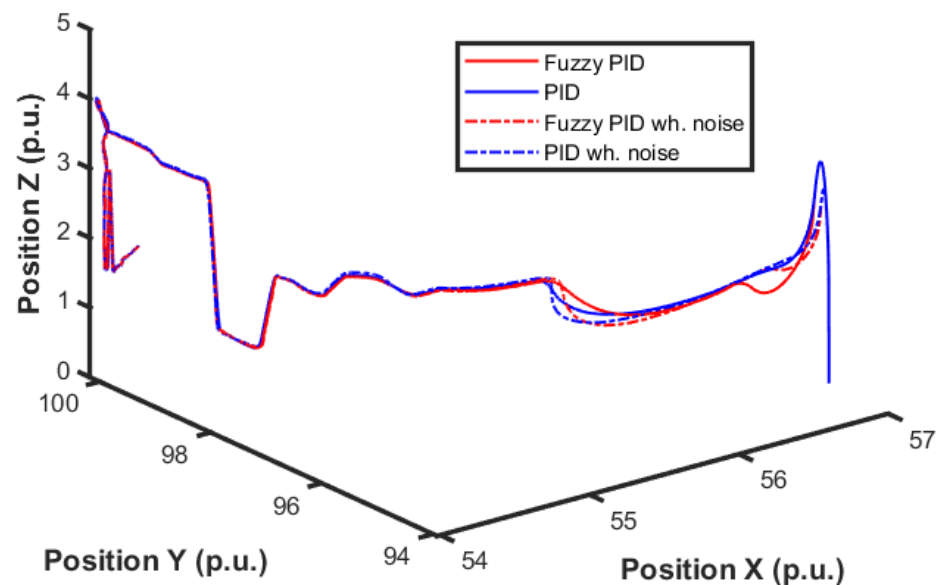 5
4
3
2
1
0
Position Z (p.u.)
Fuzzy PID
PID
Fuzzy PID wh. noise
PID wh. noise
100
98
96
94
Position Y (p.u.)
54
55
56
57
Position X (p.u.)